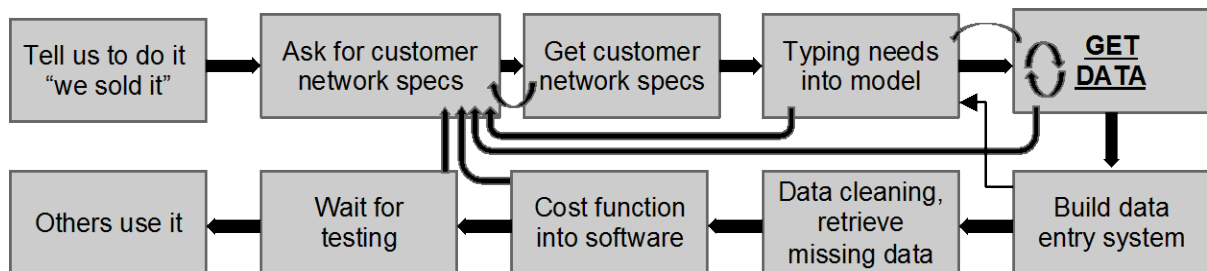 Tell us to do it
“we sold it”
Ask for customer
network specs
Get customer
network specs
Typing needs
into model
GET
DATA
Others use it
Wait for
testing
Cost function
into software
Data cleaning,
retrieve
missing data
Build data
entry system